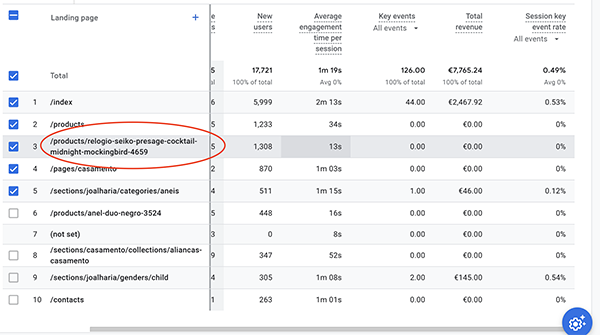 Landing page +
e
s
New
users
Average
engagement
time per
session
Key events
All events
Total
revenue
Session key
event rate
All events
Total
5 17,721 1m 19s 126.00 €7,765.24 0.49%
al 100% of total Avg 0% 100% of total 100% of total Avg 0%
1 /index 6 5,999 2m 13s 44.00 €2,467.92 0.53%
2 /products 5 1,233 34s 0.00 €0.00 0%
3 /products/relogio-seiko-presage-cocktail-
midnight-mockingbird-4659 5 1,308 13s 0.00 €0.00 0%
4 /pages/casamento 2 870 1m 03s 0.00 €0.00 0%
5 /sections/joalharia/categories/aneis 4 511 1m 15s 1.00 €46.00 0.12%
6 /products/anel-duo-negro-3524 5 448 16s 0.00 €0.00 0%
7 (not set) 3 0 8s 0.00 €0.00 0%
8 /sections/casamento/collections/aliancas-
casamento 9 347 52s 0.00 €0.00 0%
9 /sections/joalharia/genders/child 4 305 1m 08s 2.00 €145.00 0.54%
10 /contacts 1 263 1m 01s 0.00 €0.00 0%